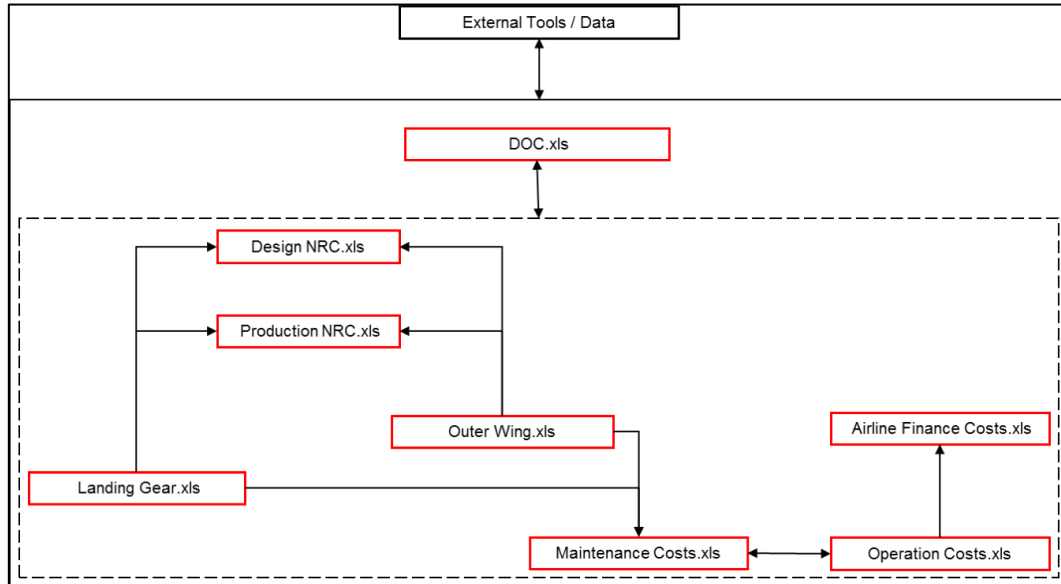 External Tools / Data
DOC.xls
Design NRC.xls
Production NRC.xls
Outer Wing.xls
Airline Finance Costs.xls
Landing Gear.xls
Maintenance Costs.xls
Operation Costs.xls